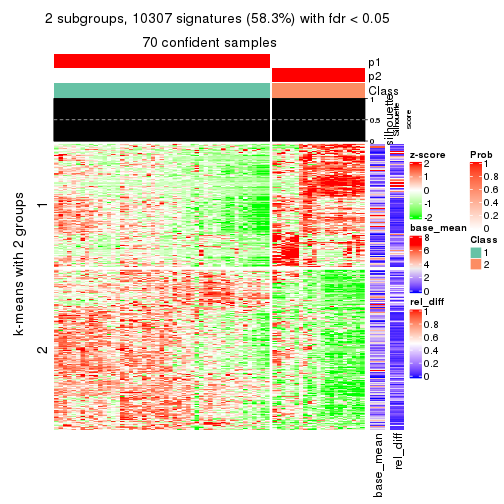 2 subgroups, 10307 signatures (58.3%) with fdr < 0.05
70 confident samples
p1
p2
Class
silhouette
Silhouette
score
1
0.5
0
k-means with 2 groups
1
2
base_mean
rel_diff
z-score
2
1
0
-1
-2
base_mean
8
6
4
2
0
rel_diff
1
0.8
0.6
0.4
0.2
0
Prob
1
0.8
0.6
0.4
0.2
0
Class
1
2